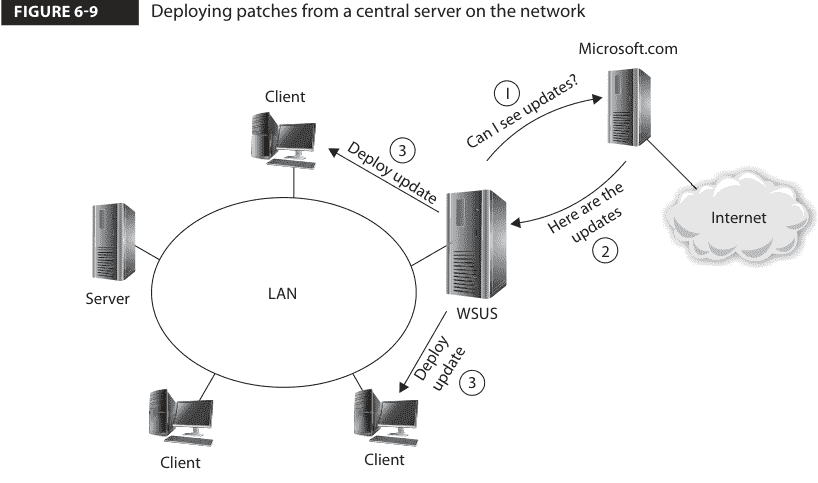 FIGURE 6-9
Deploying patches from a central server on the network
Microsoft.com
Client
1
Can I see updates?
3
Deploy update
Here are the
updates
2
Internet
Server
LAN
WSUS
Deploy
update
3
Client
Client